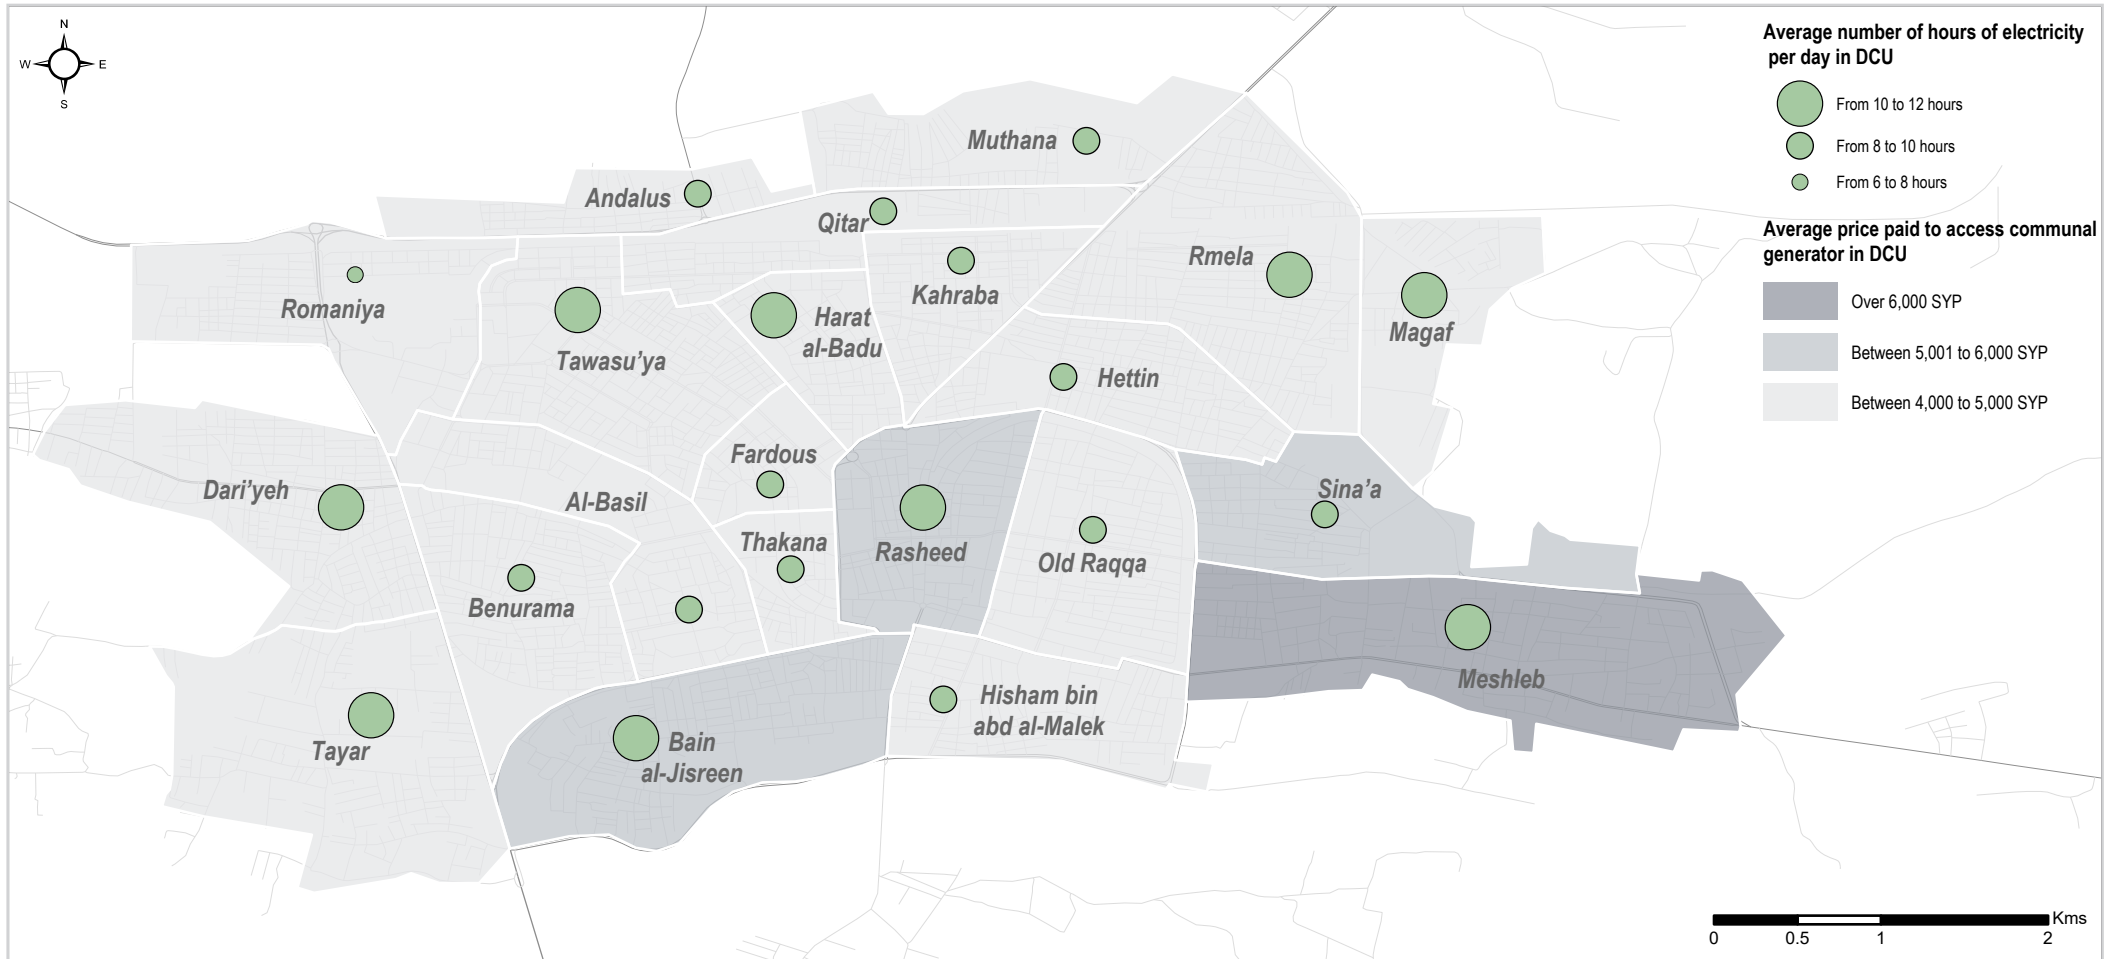 N
W E
S
Average number of hours of electricity
per day in DCU
From 10 to 12 hours
From 8 to 10 hours
From 6 to 8 hours
Average price paid to access communal
generator in DCU
Over 6,000 SYP
Between 5,001 to 6,000 SYP
Between 4,000 to 5,000 SYP
Muthana
Andalus
Qitar
Rmela
Kahraba
Romaniya
Harat
al-Badu
Magaf
Tawasu'ya
Hettin
Fardous
Dari'yeh
Sina'a
Al-Basil
Thakana
Rasheed
Old Raqqa
Benurama
Meshleb
Hisham bin
abd al-Malek
Tayar
Bain
al-Jisreen
Kms
0 0.5 1 2